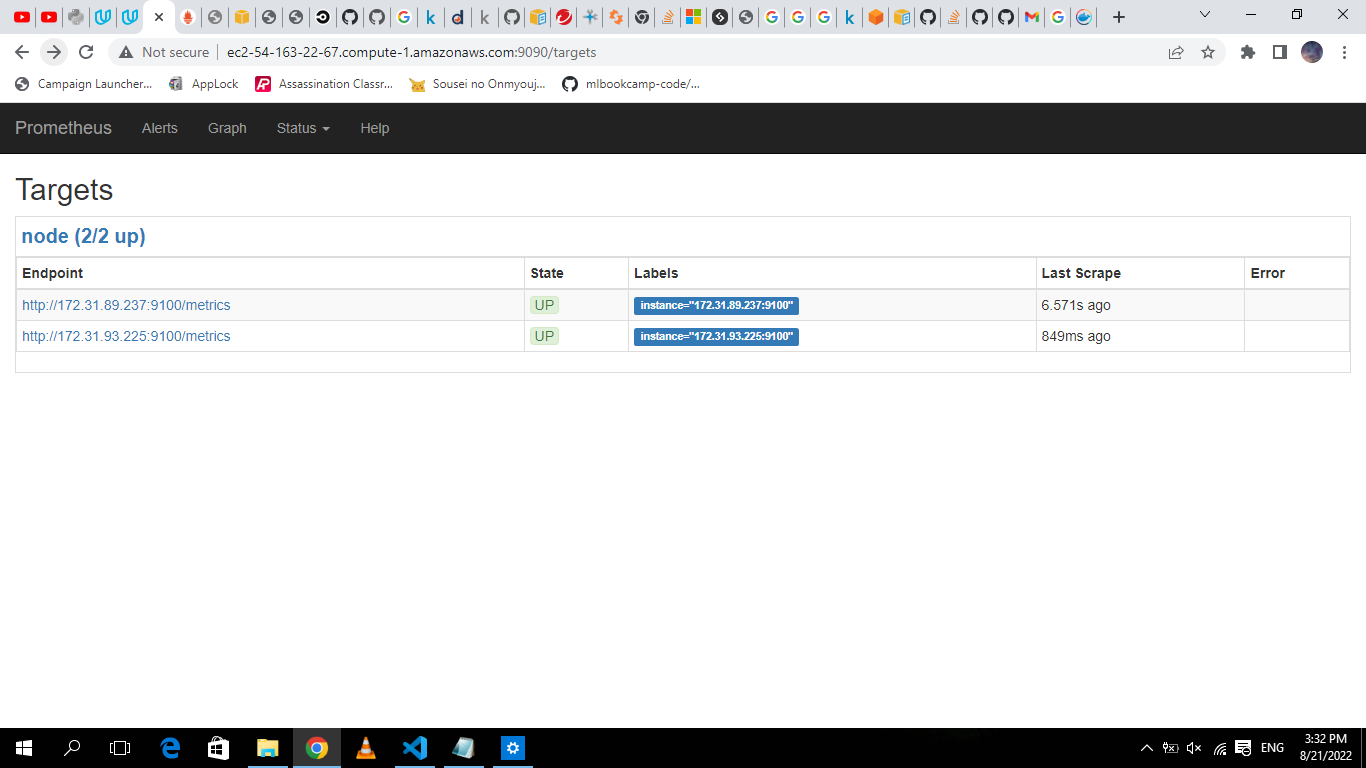 Not secure ec2-54-163-22-67.compute-1.amazonaws.com:9090/targets
Campaign Launcher... AppLock Assassination Classr... Sousei no Onmyouj... mlbookcamp-code/...
Prometheus Alerts Graph Status Help
Targets
node (2/2 up)
Endpoint State Labels Last Scrape Error
http://172.31.89.237:9100/metrics UP instance="172.31.89.237:9100" 6.571s ago
http://172.31.93.225:9100/metrics UP instance="172.31.93.225:9100" 849ms ago
ENG
3:32 PM
8/21/2022